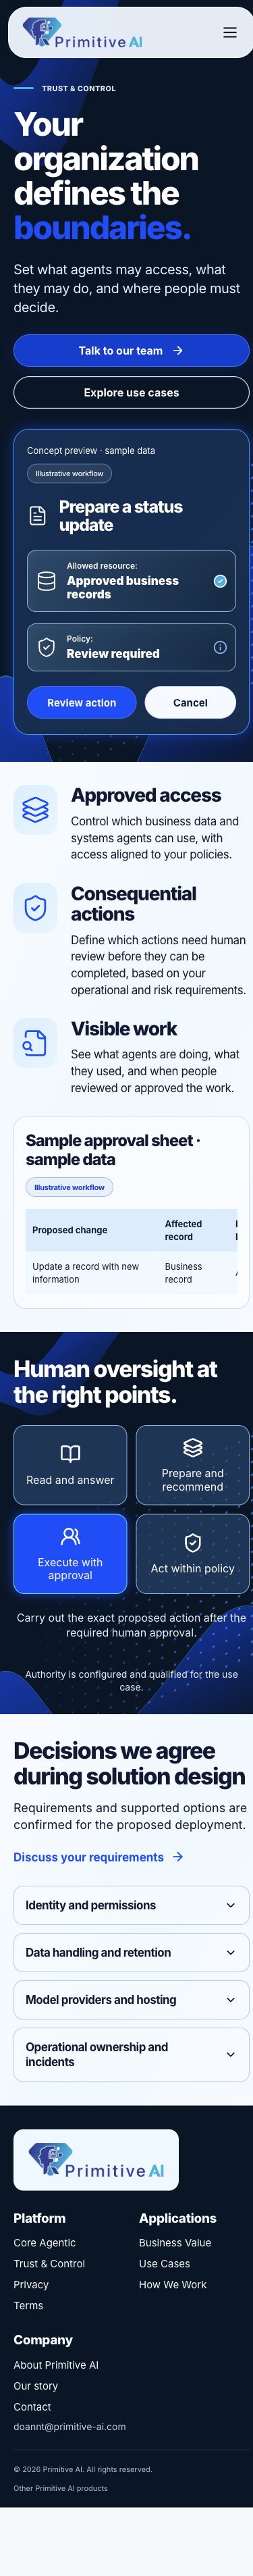 Primitive AI
TRUST & CONTROL
Your
organization
defines the
boundaries.
Set what agents may access, what
they may do, and where people must
decide.
Talk to our team
Explore use cases
Concept preview · sample data
Illustrative workflow
Prepare a status
update
Allowed resource:
Approved business
records
Policy:
Review required
Review action
Cancel
Approved access
Control which business data and
systems agents can use, with
access aligned to your policies.
Consequential
actions
Define which actions need human
review before they can be
completed, based on your
operational and risk requirements.
Visible work
See what agents are doing, what
they used, and when people
reviewed or approved the work.
Sample approval sheet ·
sample data
Illustrative workflow
Proposed change
Affected
record
Update a record with new
information
Business
record
Human oversight at
the right points.
Read and answer
Prepare and
recommend
Execute with
approval
Act within policy
Carry out the exact proposed action after the
required human approval.
Authority is configured and qualified for the use
case.
Decisions we agree
during solution design
Requirements and supported options are
confirmed for the proposed deployment.
Discuss your requirements
Identity and permissions
Data handling and retention
Model providers and hosting
Operational ownership and
incidents
Primitive AI
Platform
Core Agentic
Trust & Control
Privacy
Terms
Applications
Business Value
Use Cases
How We Work
Company
About Primitive AI
Our story
Contact
doannt@primitive-ai.com
© 2026 Primitive AI. All rights reserved.
Other Primitive AI products